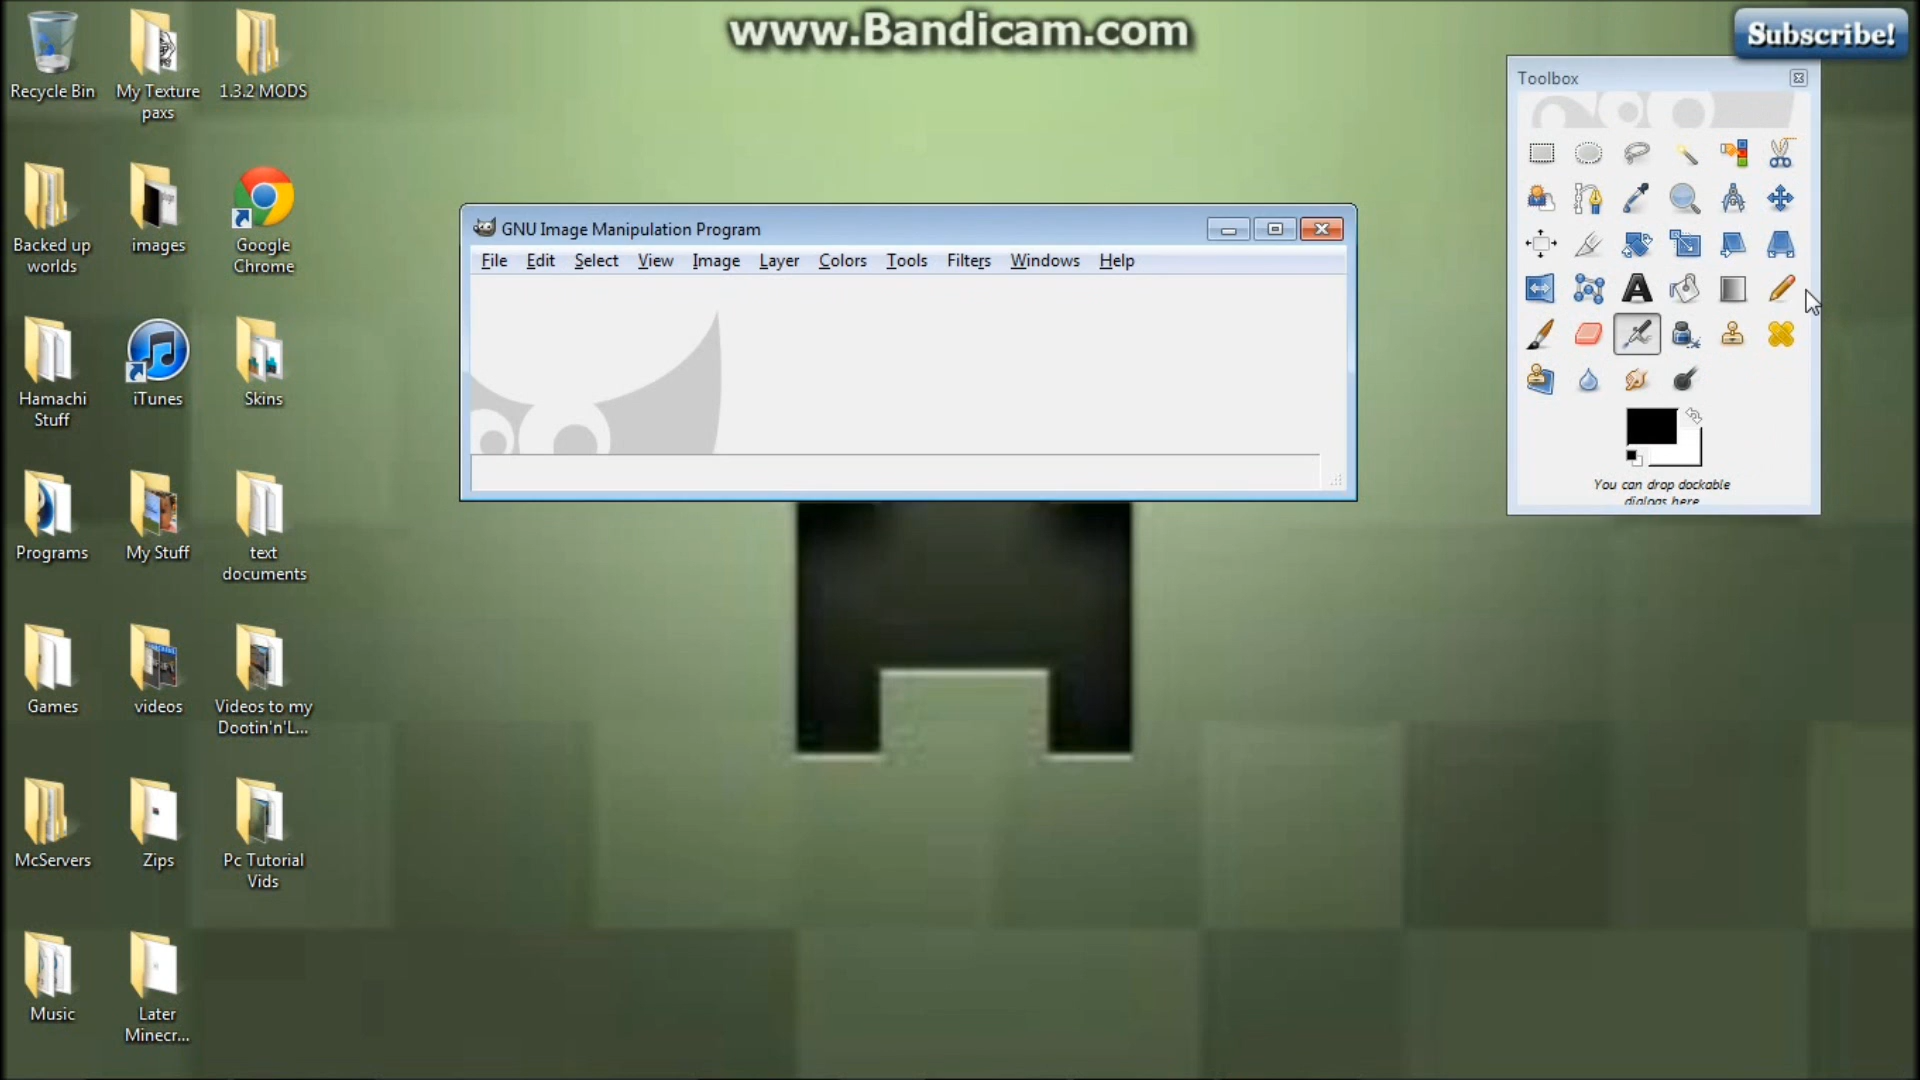 www.Bandicam.com
Subscribe!
Recycle Bin
My Texture
paxs
1.3.2 MODS
Toolbox
Backed up
worlds
images
Google
Chrome
GNU Image Manipulation Program
File Edit Select View Image Layer Colors Tools Filters Windows Help
Hamachi
Stuff
iTunes
Skins
You can drop dockable
dialogs here
Programs
My Stuff
text
documents
Games
videos
Videos to my
Dootin'n'L...
McServers
Zips
Pc Tutorial
Vids
Music
Later
Minecr...